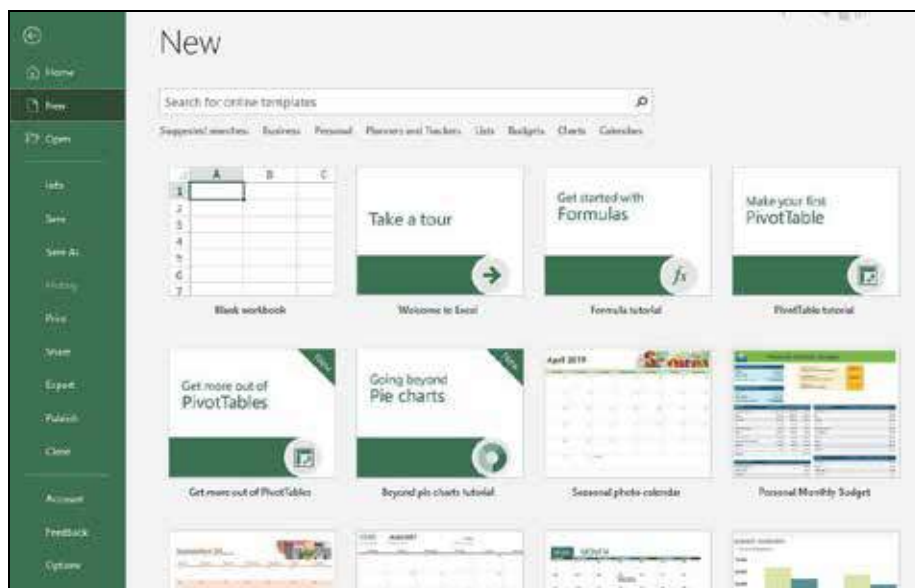 New
Home
New
Open
Info
Save
Save As
History
Print
Share
Export
Publish
Close
Account
Feedback
Options
Search for online templates
Suggested searches: Business Personal Planners and Trackers Lists Budgets Charts Calendars
A B C
1
2
3
4
5
6
7
Blank workbook
Take a tour
Welcome to Excel
Get started with
Formulas
fx
Formula tutorial
Make your first
PivotTable
PivotTable tutorial
Get more out of
PivotTables
New
Get more out of PivotTables
Going beyond
Pie charts
New
Beyond pie charts tutorial
April 2019
Seasonal photo calendar
Personal Monthly Budget
AUGUST
MONTH